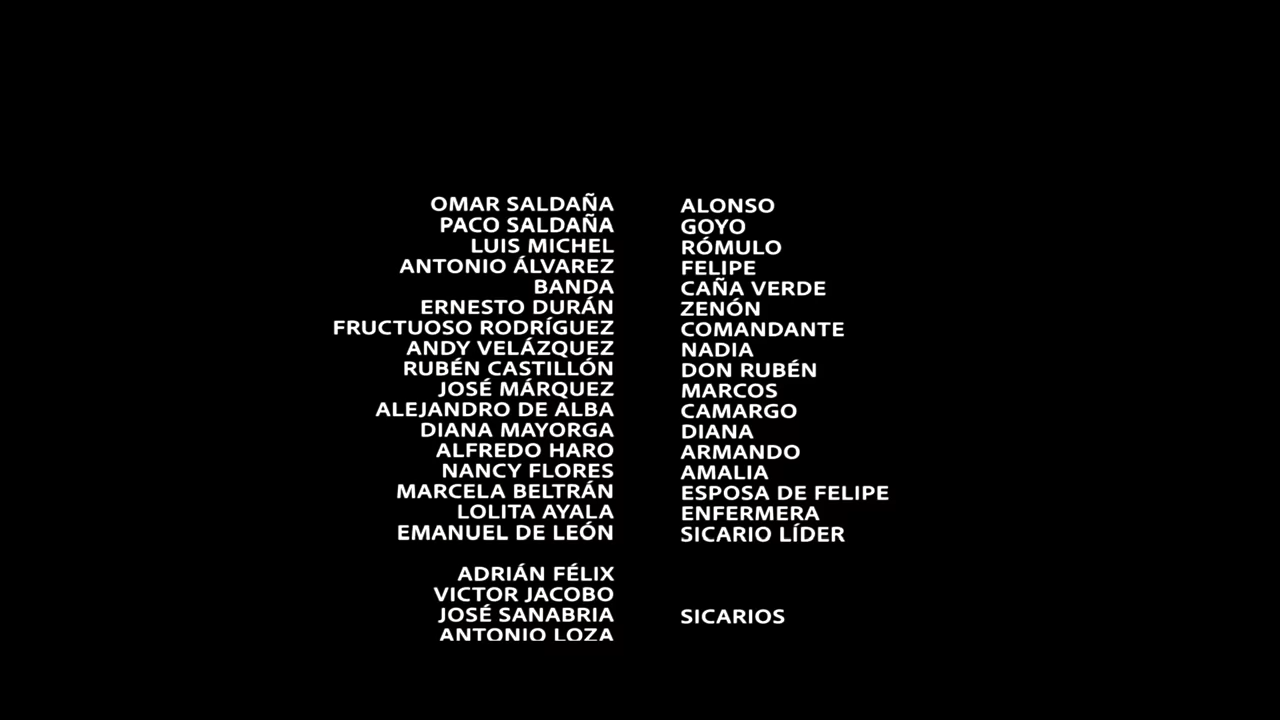 OMAR SALDAÑA ALONSO
PACO SALDAÑA GOYO
LUIS MICHEL RÓMULO
ANTONIO ÁLVAREZ FELIPE
BANDA CAÑA VERDE
ERNESTO DURÁN ZENÓN
FRUCTUOSO RODRÍGUEZ COMANDANTE
ANDY VELÁZQUEZ NADIA
RUBÉN CASTILLÓN DON RUBÉN
JOSÉ MÁRQUEZ MARCOS
ALEJANDRO DE ALBA CAMARGO
DIANA MAYORGA DIANA
ALFREDO HARO ARMANDO
NANCY FLORES AMALIA
MARCELA BELTRÁN ESPOSA DE FELIPE
LOLITA AYALA ENFERMERA
EMANUEL DE LEÓN SICARIO LÍDER
ADRIÁN FÉLIX
VICTOR JACOBO
JOSÉ SANABRIA SICARIOS
ANTONIO LOZA